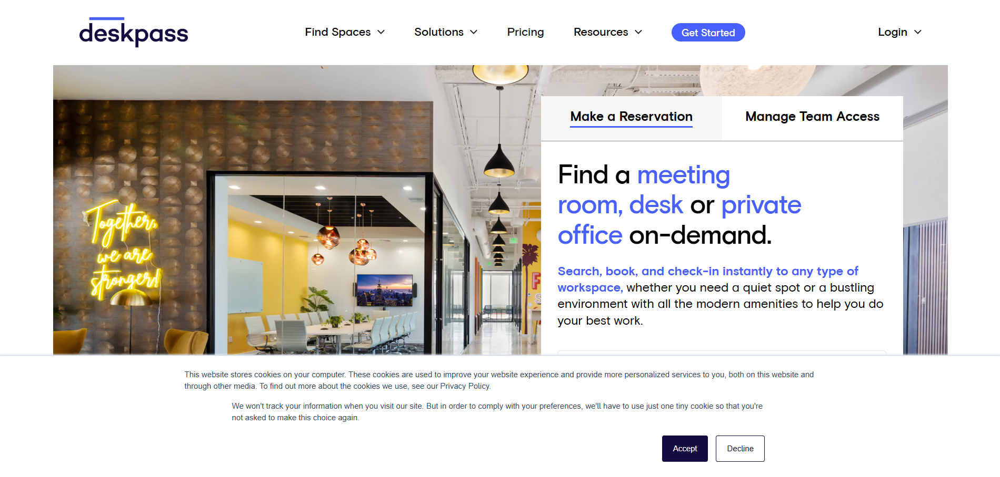 deskpass
Find Spaces
Solutions
Pricing
Resources
Get Started
Login
Make a Reservation
Manage Team Access
Find a meeting
room, desk or private
office on-demand.
Search, book, and check-in instantly to any type of
workspace, whether you need a quiet spot or a bustling
environment with all the modern amenities to help you do
your best work.
Together,
we are
stronger!
This website stores cookies on your computer. These cookies are used to improve your website experience and provide more personalized services to you, both on this website and
through other media. To find out more about the cookies we use, see our Privacy Policy.
We won't track your information when you visit our site. But in order to comply with your preferences, we'll have to use just one tiny cookie so that you're
not asked to make this choice again.
Accept
Decline